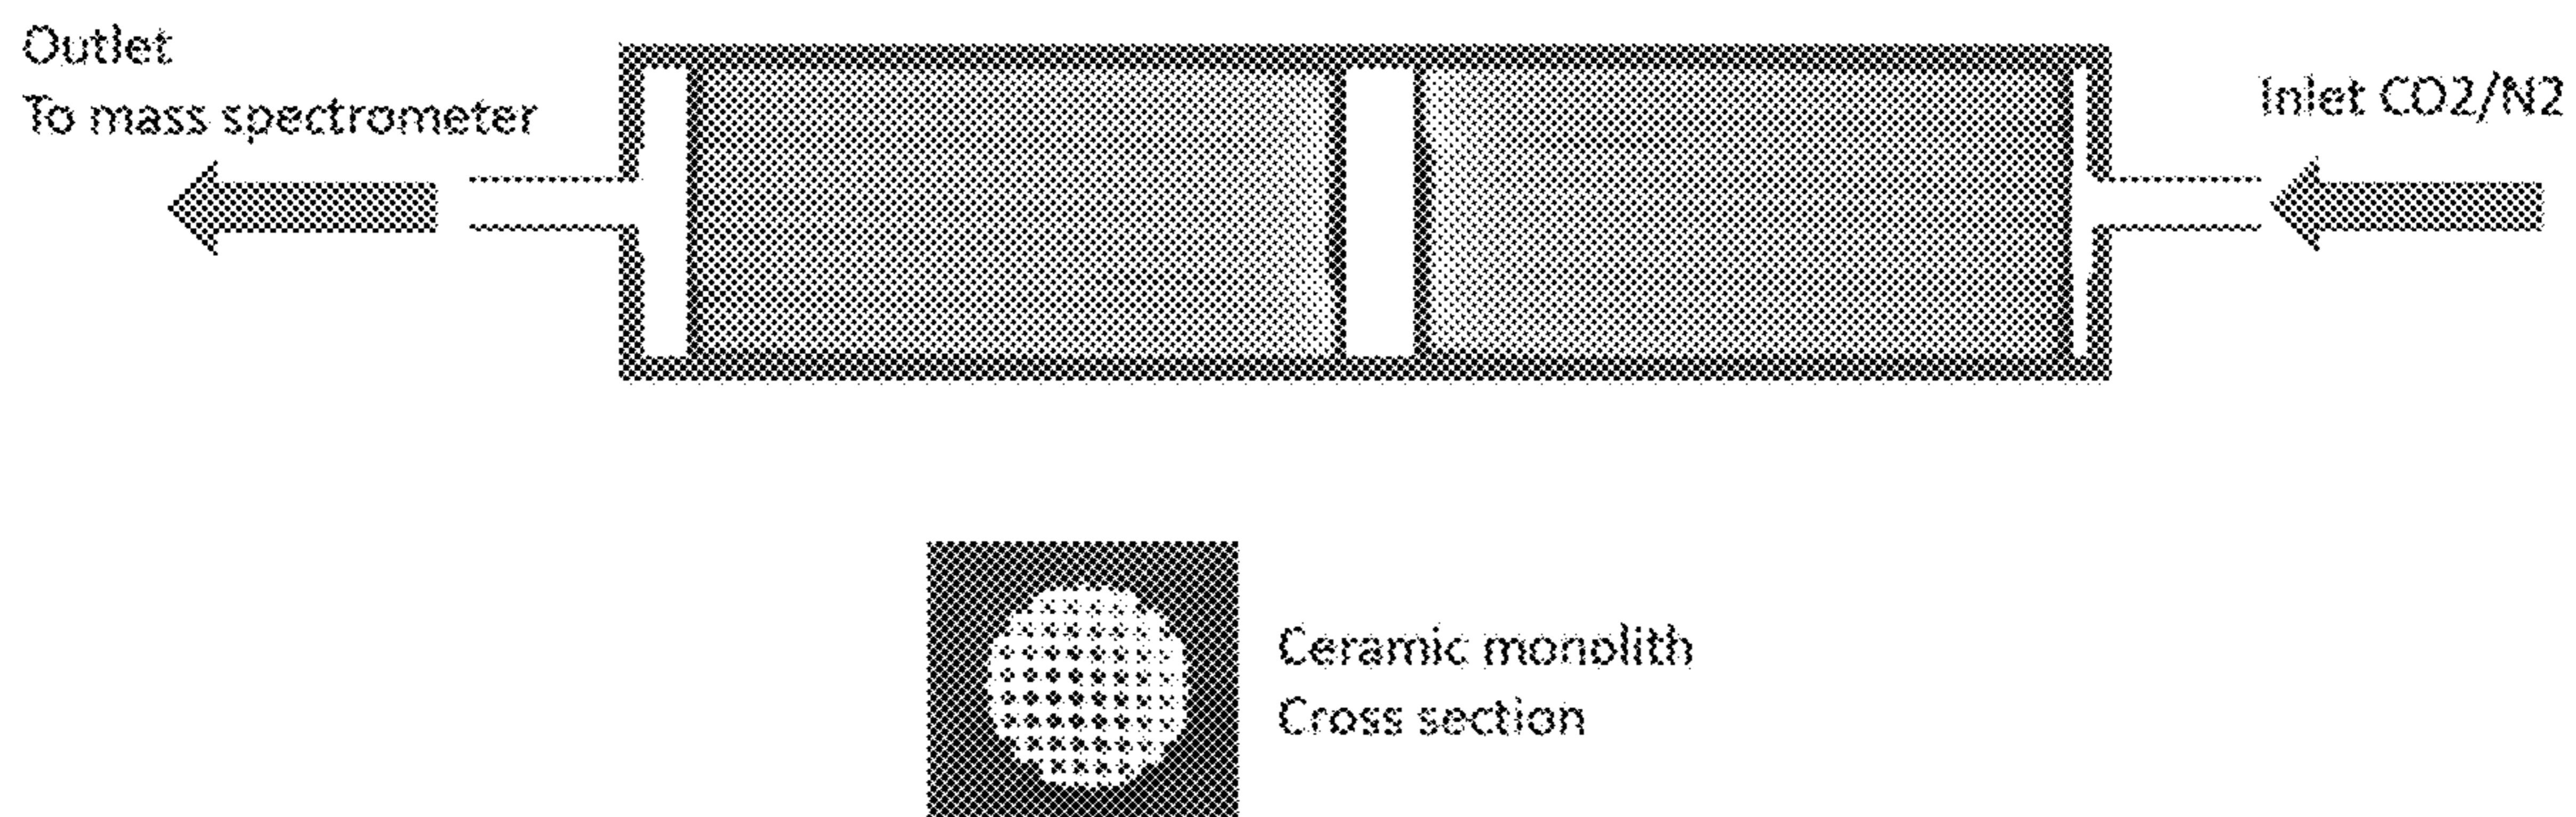 Outlet
To mass spectrometer
Inlet CO2/N2
Ceramic monolith
Cross section